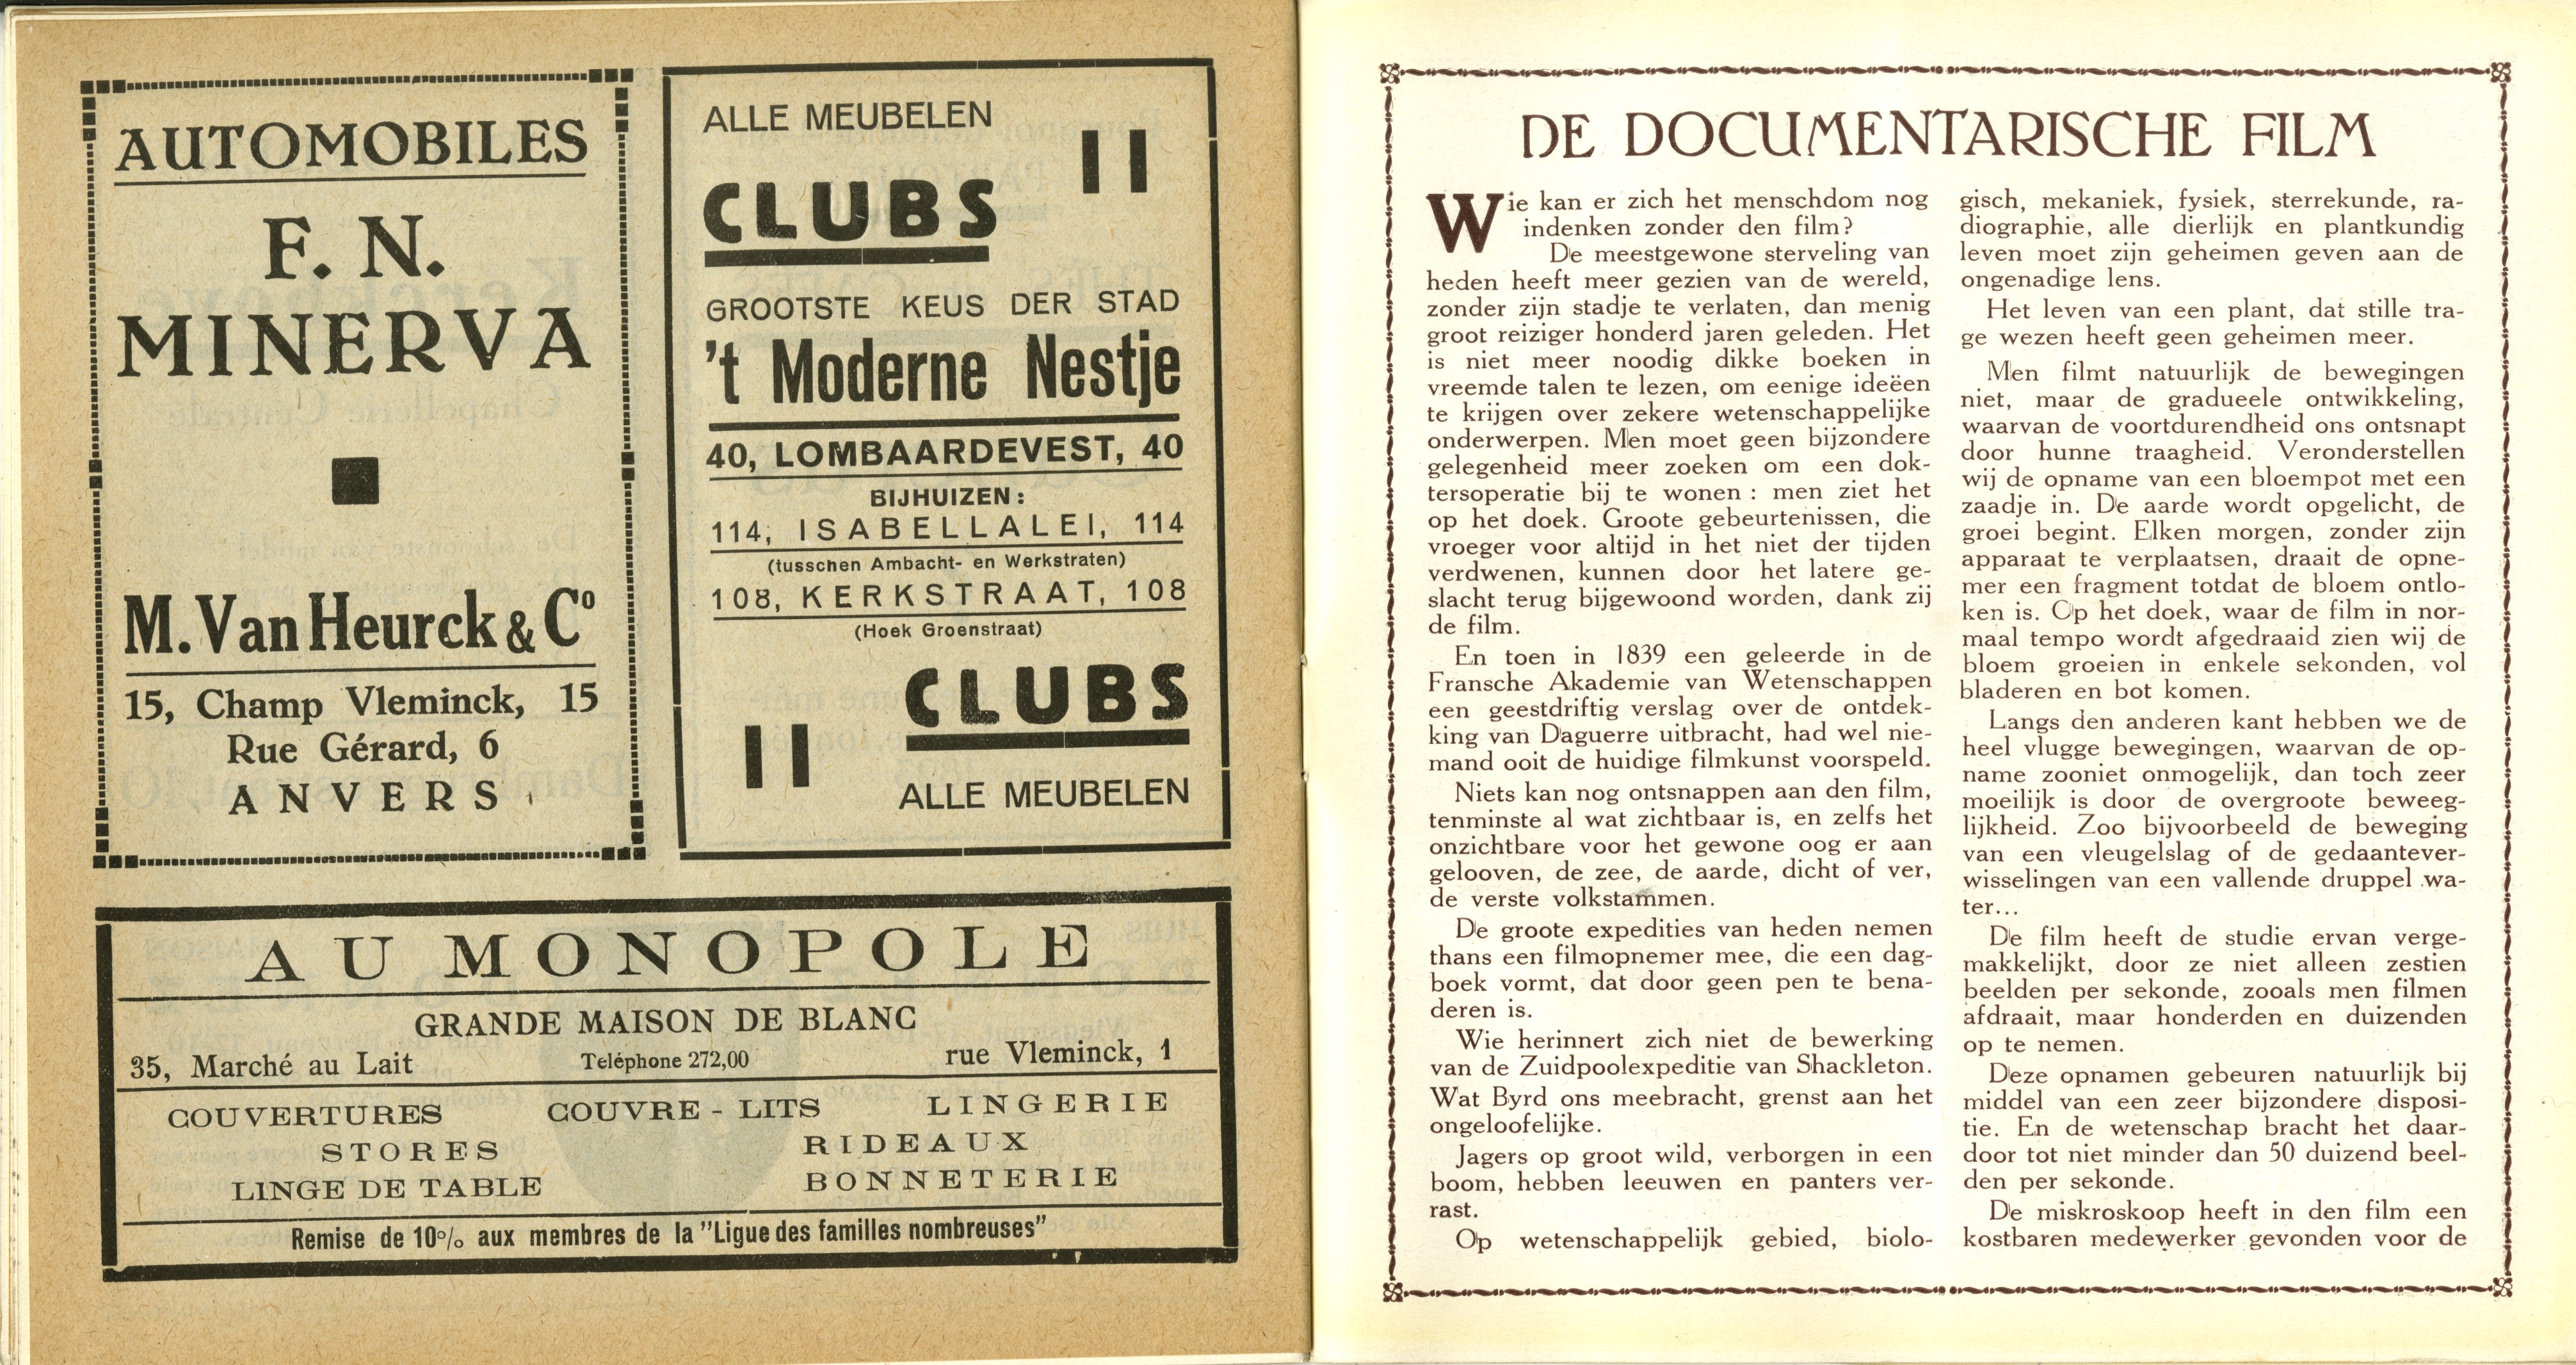 AUTOMOBILES
F. N.
MINERVA
M. Van Heurck & Cº
15, Champ Vleminck, 15
Rue Gérard, 6
ANVERS
ALLE MEUBELEN
CLUBS
GROOTSTE KEUS DER STAD
't Moderne Nestje
40, LOMBAARDEVEST, 40
BIJHUIZEN :
114, ISABELLALEI, 114
(tusschen Ambacht- en Werkstraten)
108, KERKSTRAAT, 108
(Hoek Groenstraat)
CLUBS
ALLE MEUBELEN
AU MONOPOLE
GRANDE MAISON DE BLANC
35, Marché au Lait Teléphone 272,00 rue Vleminck, 1
COUVERTURES COUVRE - LITS LINGERIE
STORES RIDEAUX
LINGE DE TABLE BONNETERIE
Remise de 10% aux membres de la "Ligue des familles nombreuses"
DE DOCUMENTARISCHE FILM
Wie kan er zich het menschdom nog
indenken zonder den film?
De meestgewone sterveling van
heden heeft meer gezien van de wereld,
zonder zijn stadje te verlaten, dan menig
groot reiziger honderd jaren geleden. Het
is niet meer noodig dikke boeken in
vreemde talen te lezen, om eenige ideëen
te krijgen over zekere wetenschappelijke
onderwerpen. Men moet geen bijzondere
gelegenheid meer zoeken om een dok-
tersoperatie bij te wonen : men ziet het
op het doek. Groote gebeurtenissen, die
vroeger voor altijd in het niet der tijden
verdwenen, kunnen door het latere ge-
slacht terug bijgewoond worden, dank zij
de film.
En toen in 1839 een geleerde in de
Fransche Akademie van Wetenschappen
een geestdriftig verslag over de ontdek-
king van Daguerre uitbracht, had wel nie-
mand ooit de huidige filmkunst voorspeld.
Niets kan nog ontsnappen aan den film,
tenminste al wat zichtbaar is, en zelfs het
onzichtbare voor het gewone oog er aan
gelooven, de zee, de aarde, dicht of ver,
de verste volkstammen.
De groote expedities van heden nemen
thans een filmopnemer mee, die een dag-
boek vormt, dat door geen pen te bena-
deren is.
Wie herinnert zich niet de bewerking
van de Zuidpoolexpeditie van Shackleton.
Wat Byrd ons meebracht, grenst aan het
ongeloofelijke.
Jagers op groot wild, verborgen in een
boom, hebben leeuwen en panters ver-
rast.
Op wetenschappelijk gebied, biolo-
gisch, mekaniek, fysiek, sterrekunde, ra-
diographie, alle dierlijk en plantkundig
leven moet zijn geheimen geven aan de
ongenadige lens.
Het leven van een plant, dat stille tra-
ge wezen heeft geen geheimen meer.
Men filmt natuurlijk de bewegingen
niet, maar de gradueele ontwikkeling,
waarvan de voortdurendheid ons ontsnapt
door hunne traagheid. Veronderstellen
wij de opname van een bloempot met een
zaadje in. De aarde wordt opgelicht, de
groei begint. Elken morgen, zonder zijn
apparaat te verplaatsen, draait de opne-
mer een fragment totdat de bloem ontlo-
ken is. Op het doek, waar de film in nor-
maal tempo wordt afgedraaid zien wij de
bloem groeien in enkele sekonden, vol
bladeren en bot komen.
Langs den anderen kant hebben we de
heel vlugge bewegingen, waarvan de op-
name zooniet onmogelijk, dan toch zeer
moeilijk is door de overgroote beweeg-
lijkheid. Zoo bijvoorbeeld de beweging
van een vleugelslag of de gedaantever-
wisselingen van een vallende druppel wa-
ter...
De film heeft de studie ervan verge-
makkelijkt, door ze niet alleen zestien
beelden per sekonde, zooals men filmen
afdraait, maar honderden en duizenden
op te nemen.
Deze opnamen gebeuren natuurlijk bij
middel van een zeer bijzondere disposi-
tie. En de wetenschap bracht het daar-
door tot niet minder dan 50 duizend beel-
den per sekonde.
De miskroskoop heeft in den film een
kostbaren medewerker gevonden voor de